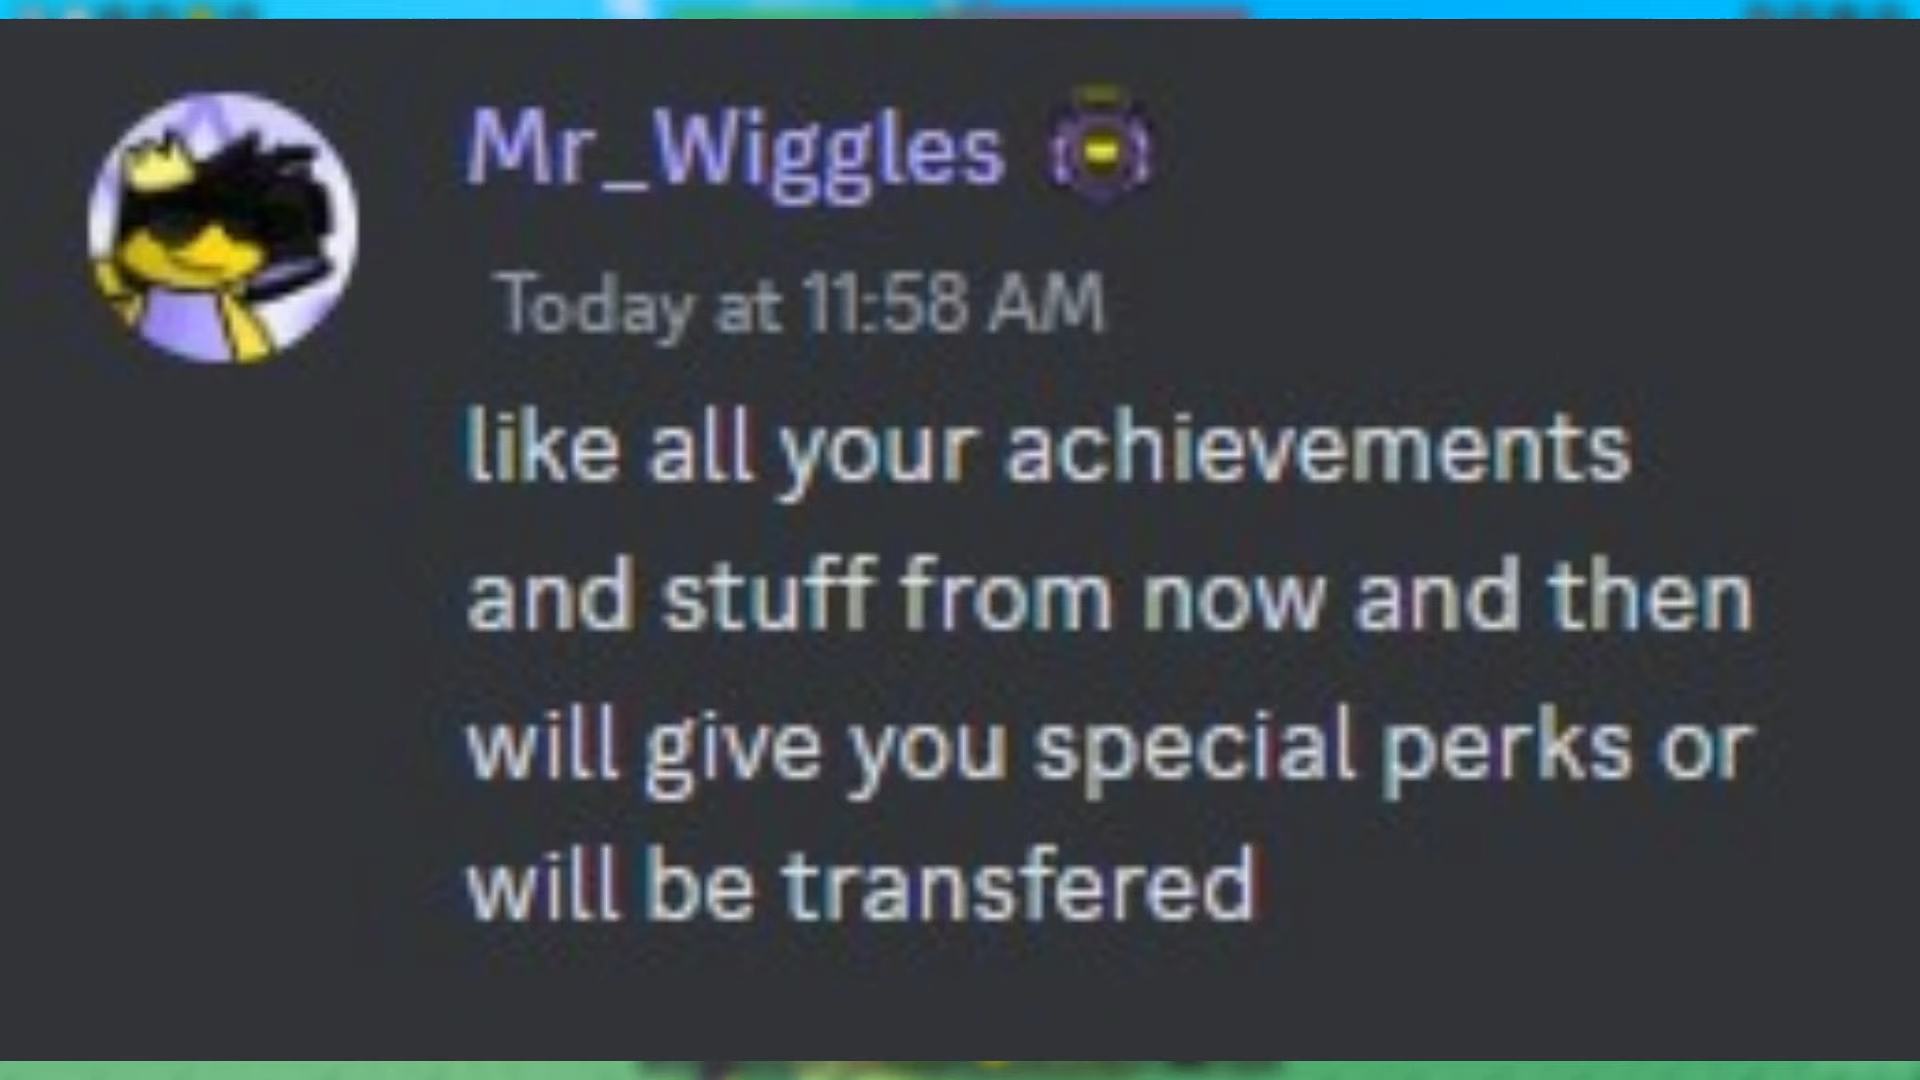 Mr_Wiggles
Today at 11:58 AM
like all your achievements
and stuff from now and then
will give you special perks or
will be transfered